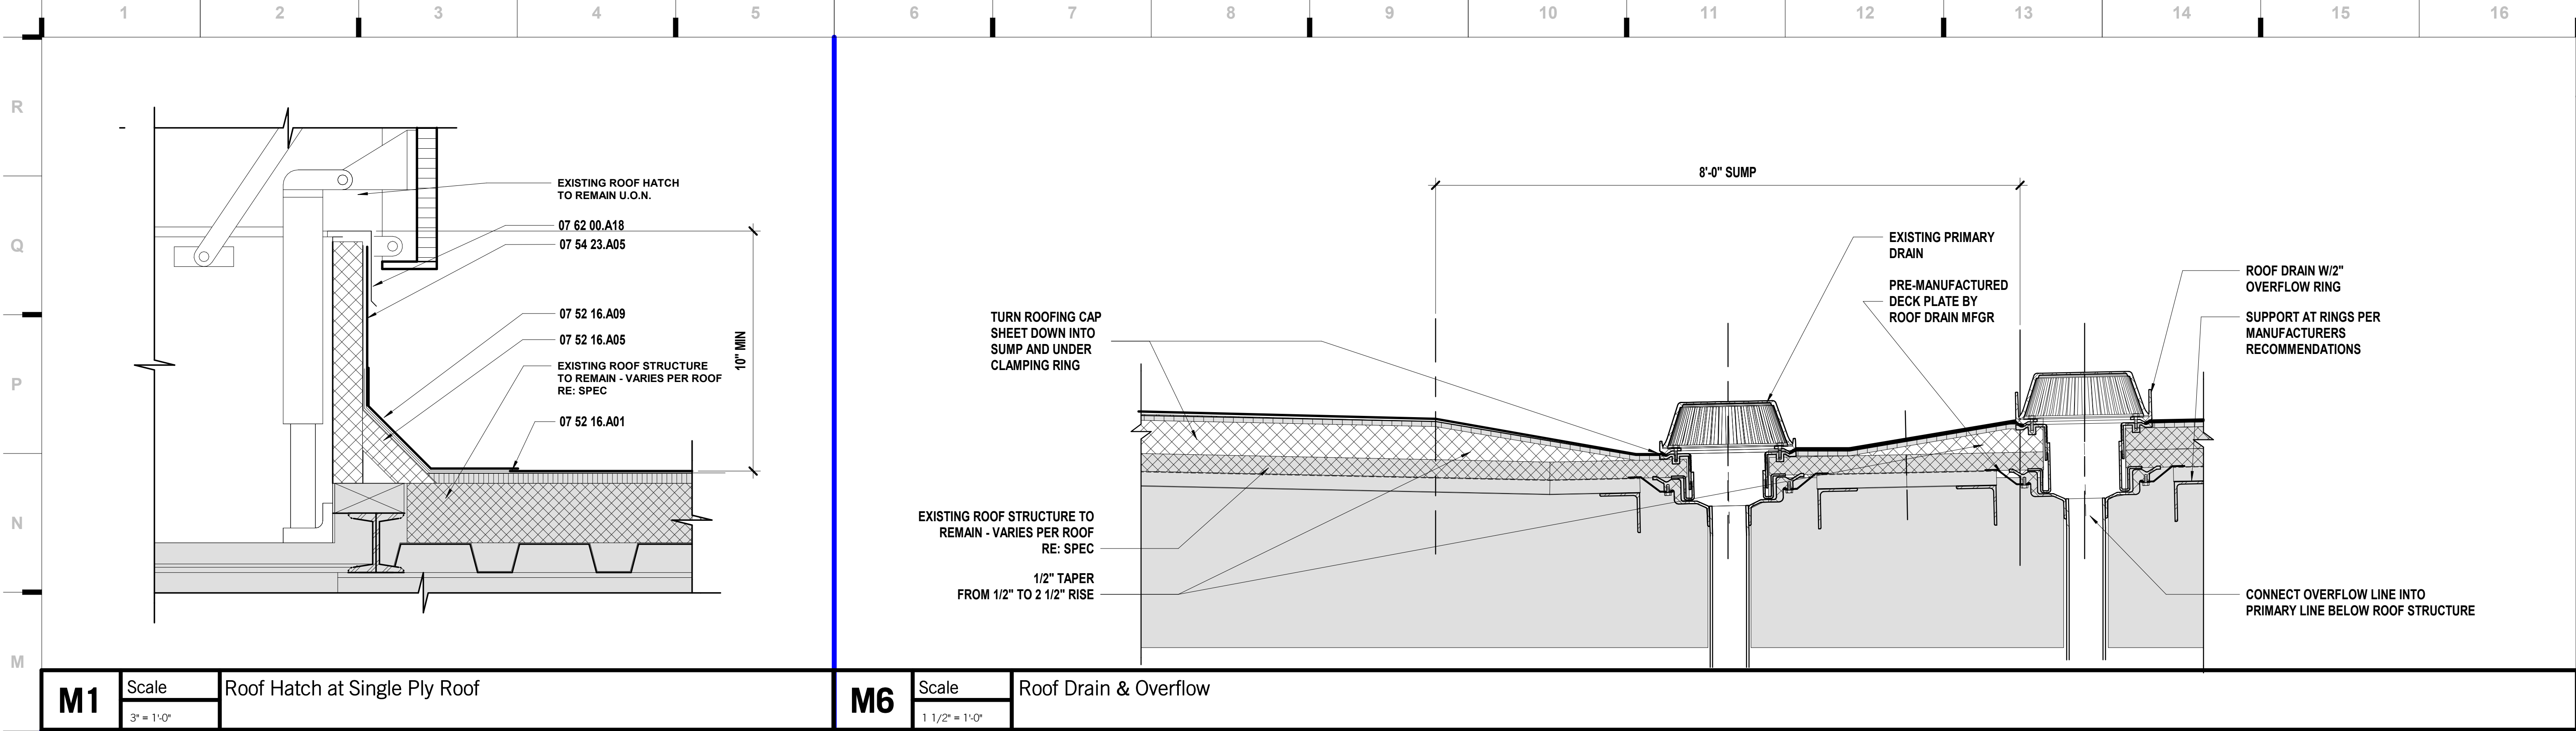 1 2 3 4 5 6 7 8 9 10 11 12 13 14 15 16
R
Q
P
N
M
EXISTING ROOF HATCH
TO REMAIN U.O.N.
07 62 00.A18
07 54 23.A05
07 52 16.A09
07 52 16.A05
EXISTING ROOF STRUCTURE
TO REMAIN - VARIES PER ROOF
RE: SPEC
07 52 16.A01
10" MIN
M1
Scale
3" = 1'-0"
Roof Hatch at Single Ply Roof
8'-0" SUMP
TURN ROOFING CAP
SHEET DOWN INTO
SUMP AND UNDER
CLAMPING RING
EXISTING ROOF STRUCTURE TO
REMAIN - VARIES PER ROOF
RE: SPEC
1/2" TAPER
FROM 1/2" TO 2 1/2" RISE
EXISTING PRIMARY
DRAIN
PRE-MANUFACTURED
DECK PLATE BY
ROOF DRAIN MFGR
ROOF DRAIN W/2"
OVERFLOW RING
SUPPORT AT RINGS PER
MANUFACTURERS
RECOMMENDATIONS
CONNECT OVERFLOW LINE INTO
PRIMARY LINE BELOW ROOF STRUCTURE
M6
Scale
1 1/2" = 1'-0"
Roof Drain & Overflow